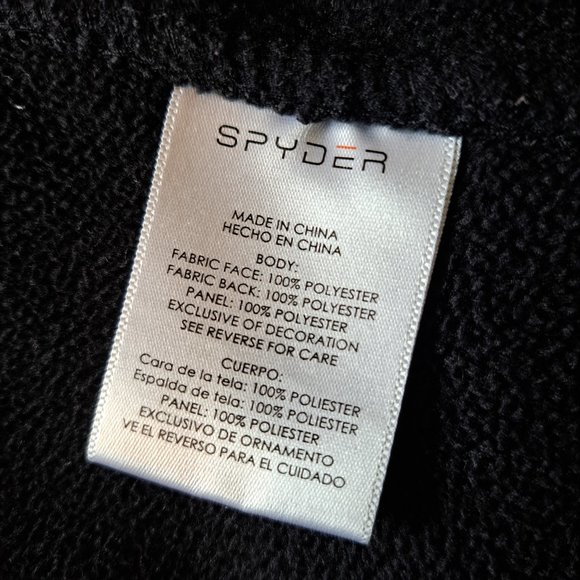 SPYDER
MADE IN CHINA
HECHO EN CHINA
BODY:
FABRIC FACE: 100% POLYESTER
FABRIC BACK: 100% POLYESTER
PANEL: 100% POLYESTER
EXCLUSIVE OF DECORATION
SEE REVERSE FOR CARE
CUERPO:
Cara de la tela: 100% POLIESTER
Espalda de tela: 100% POLIESTER
PANEL: 100% POLIESTER
EXCLUSIVO DE ORNAMENTO
VE EL REVERSO PARA EL CUIDADO